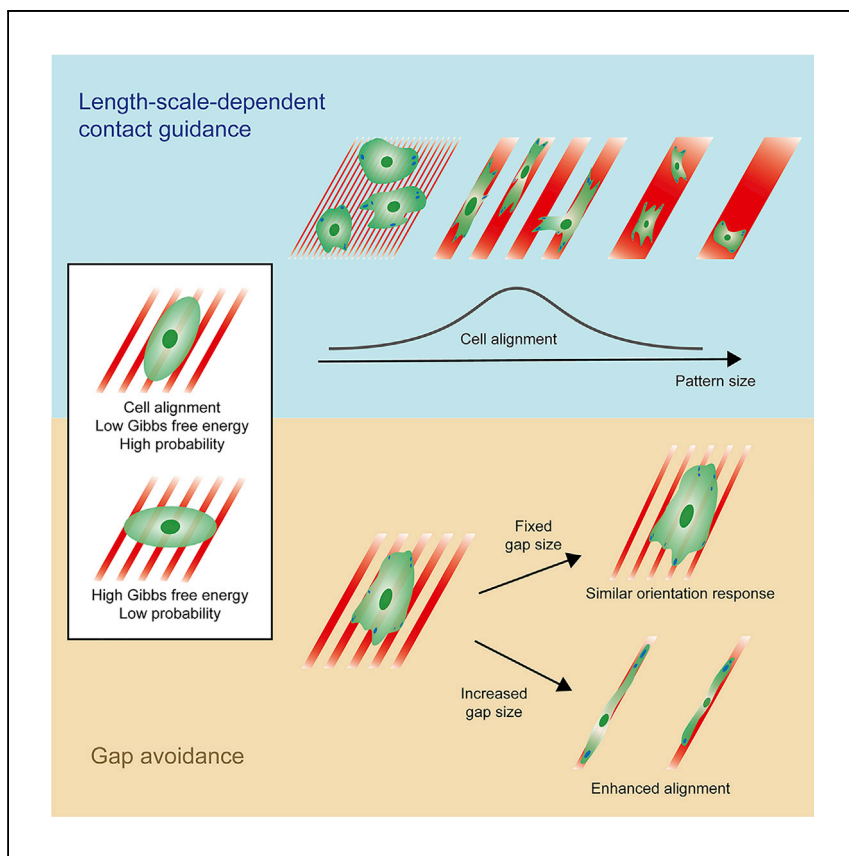 Length-scale-dependent
contact guidance
Cell alignment
Pattern size
Cell alignment
Low Gibbs free energy
High probability
High Gibbs free energy
Low probability
Fixed
gap size
Similar orientation response
Increased
gap size
Enhanced alignment
Gap avoidance